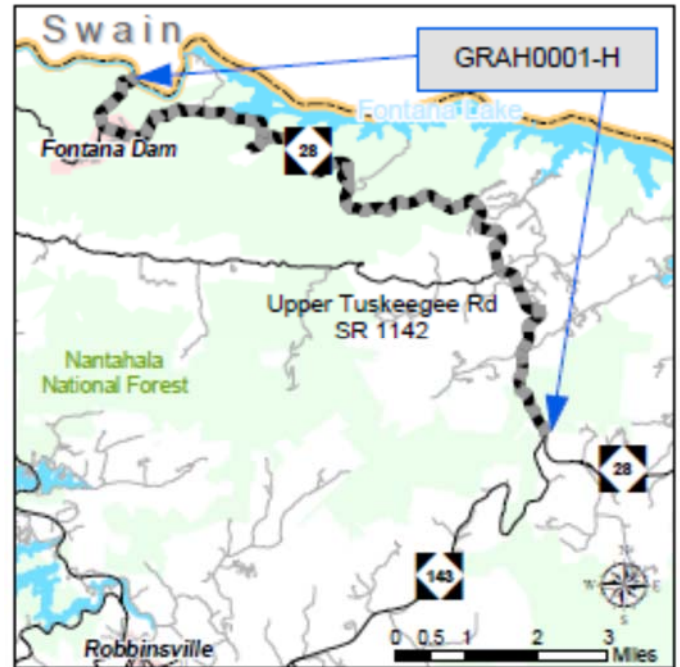 Swain
GRAH0001-H
Fontana Lake
Fontana Dam
28
Upper Tuskeegee Rd
SR 1142
Nantahala
National Forest
28
143
N
W E
S
Robbinsville
0 0.5 1 2 3
Miles